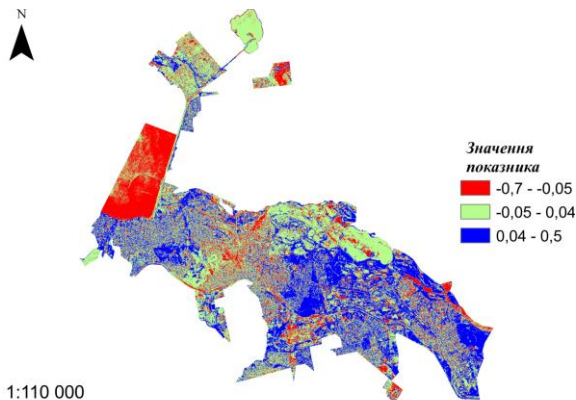 N
Значення
показника
-0,7 - -0,05
-0,05 - 0,04
0,04 - 0,5
1:110 000